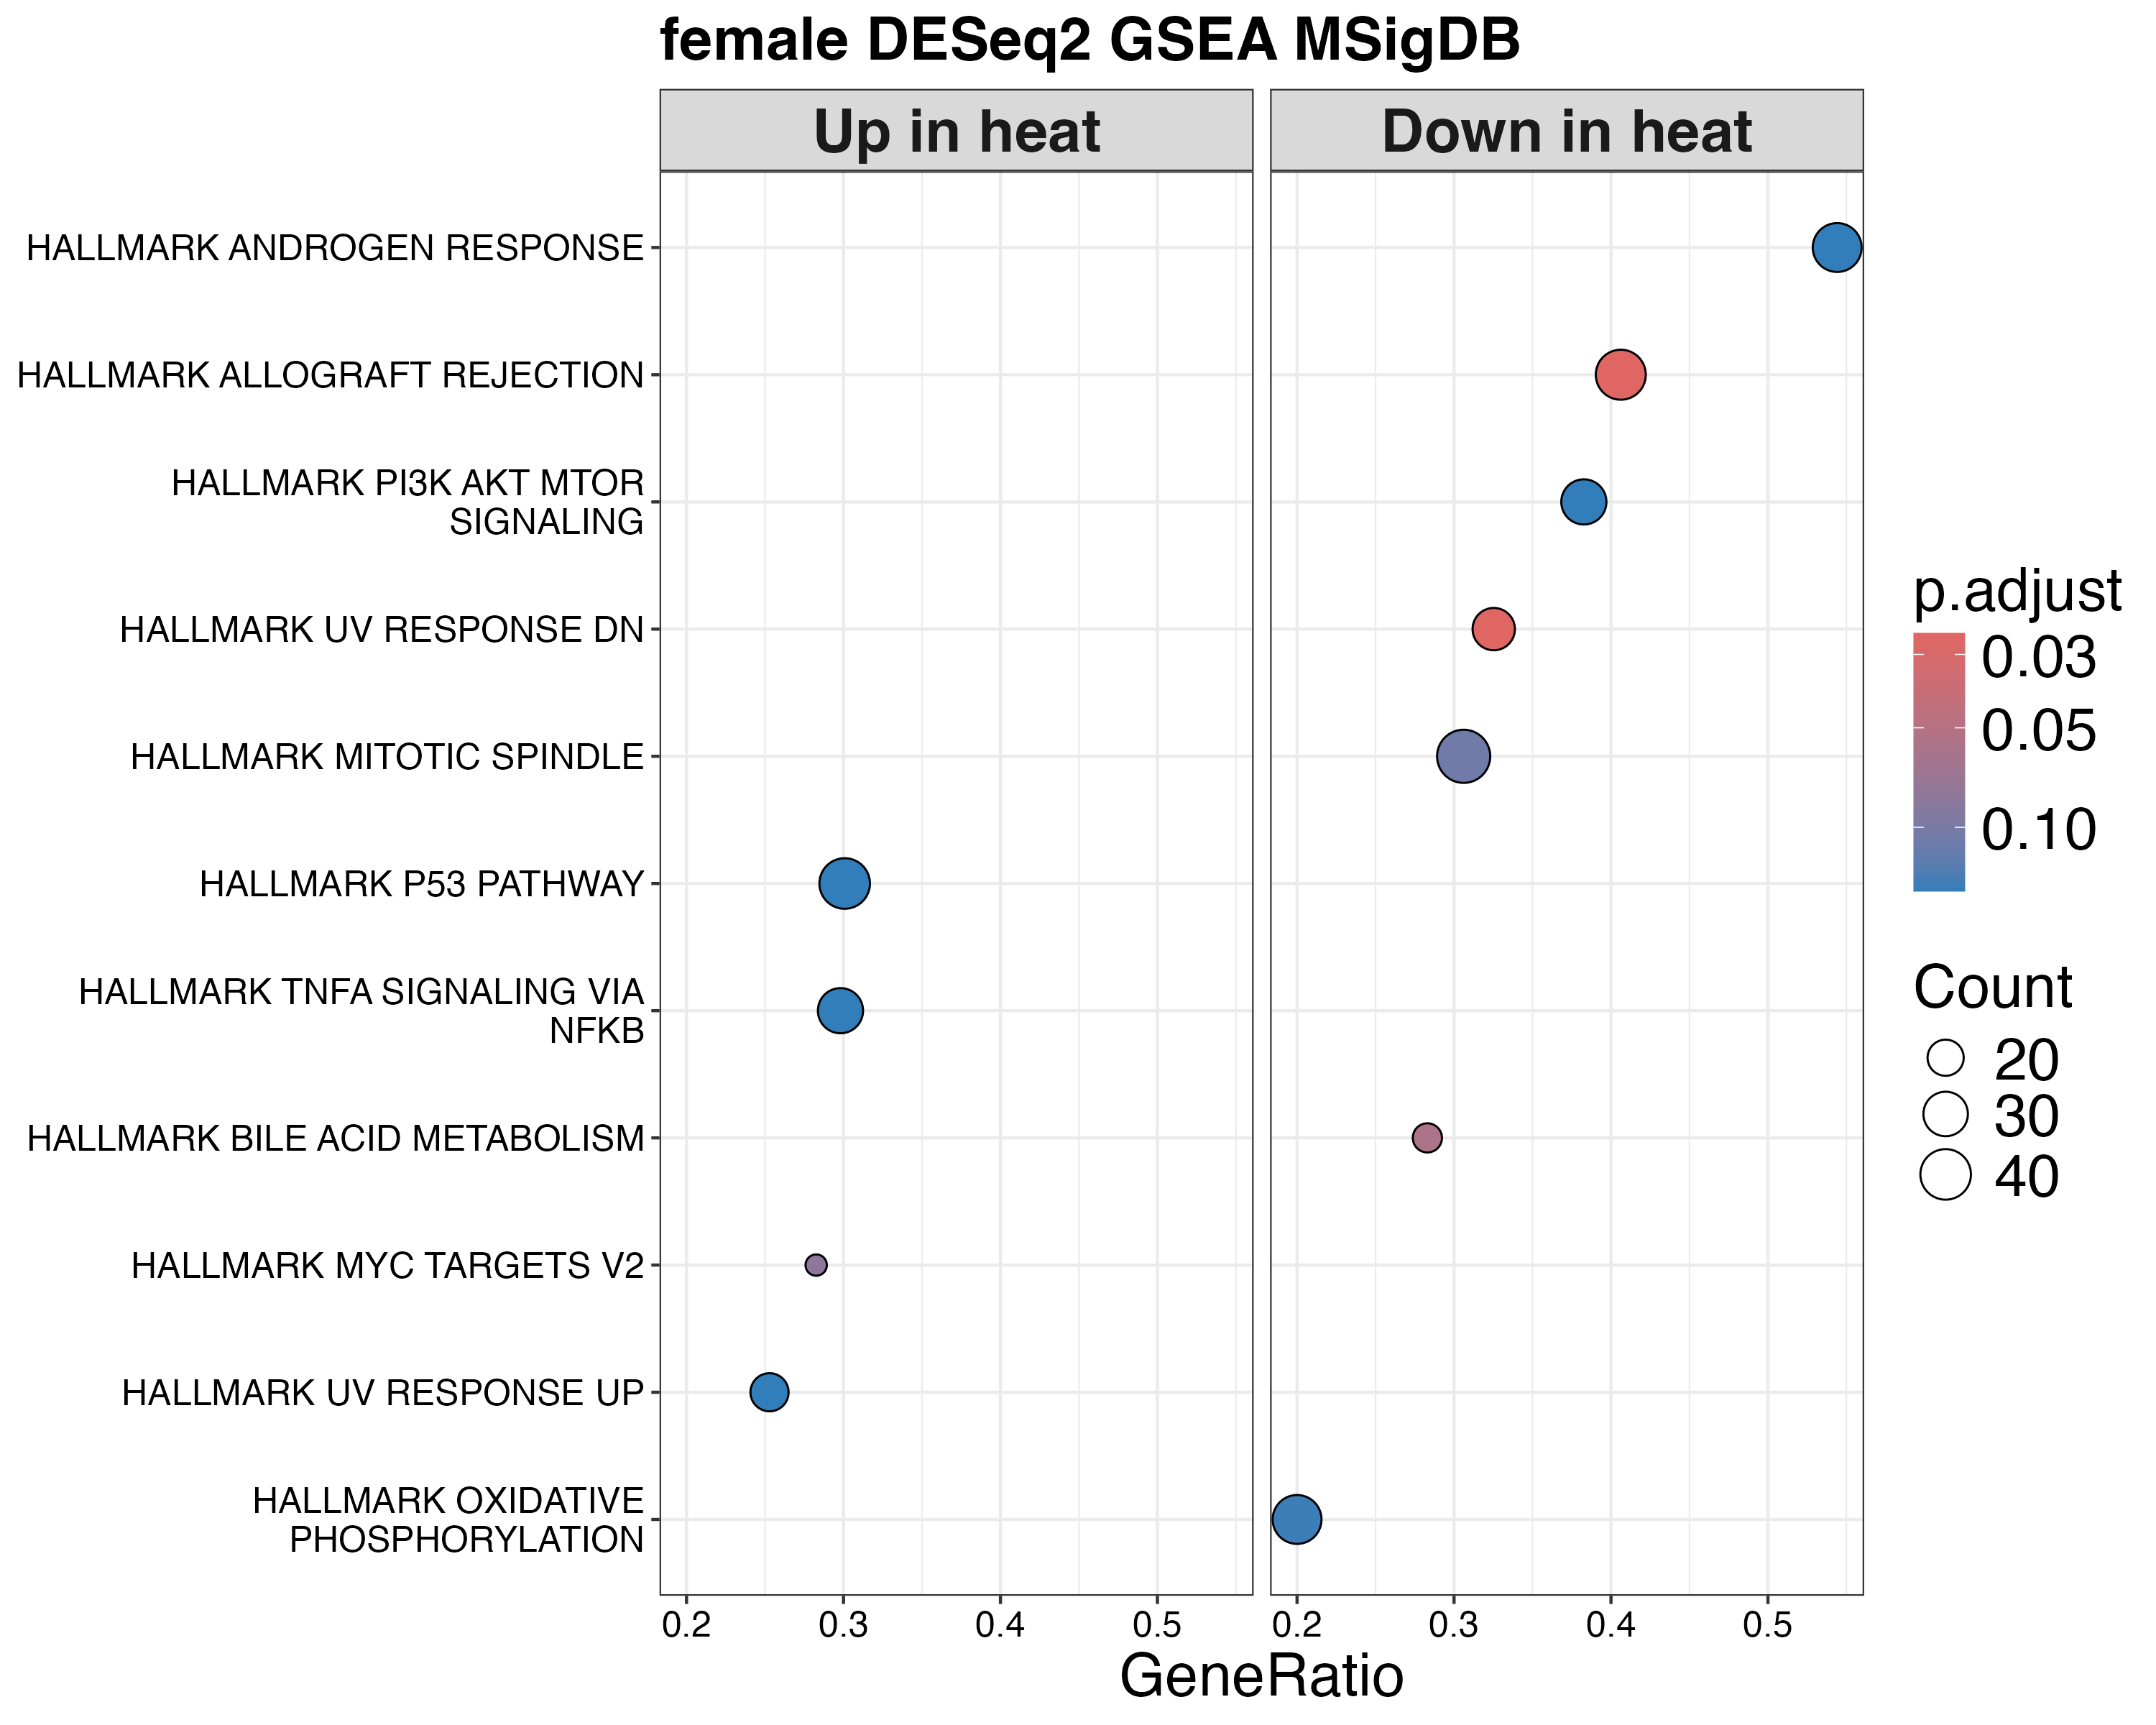 female DESeq2 GSEA MSigDB
Up in heat
Down in heat
HALLMARK ANDROGEN RESPONSE
HALLMARK ALLOGRAFT REJECTION
HALLMARK PI3K AKT MTOR
SIGNALING
HALLMARK UV RESPONSE DN
HALLMARK MITOTIC SPINDLE
HALLMARK P53 PATHWAY
HALLMARK TNFA SIGNALING VIA
NFKB
HALLMARK BILE ACID METABOLISM
HALLMARK MYC TARGETS V2
HALLMARK UV RESPONSE UP
HALLMARK OXIDATIVE
PHOSPHORYLATION
0.2 0.3 0.4 0.5
0.2 0.3 0.4 0.5
GeneRatio
p.adjust
0.03
0.05
0.10
Count
20
30
40